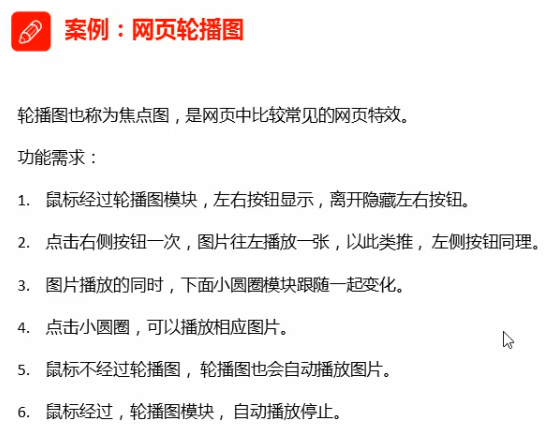 案例：网页轮播图
轮播图也称为焦点图，是网页中比较常见的网页特效。
功能需求：
1. 鼠标经过轮播图模块，左右按钮显示，离开隐藏左右按钮。
2. 点击右侧按钮一次，图片往左播放一张，以此类推， 左侧按钮同理。
3. 图片播放的同时，下面小圆圈模块跟随一起变化。
4. 点击小圆圈，可以播放相应图片。
5. 鼠标不经过轮播图， 轮播图也会自动播放图片。
6. 鼠标经过，轮播图模块， 自动播放停止。